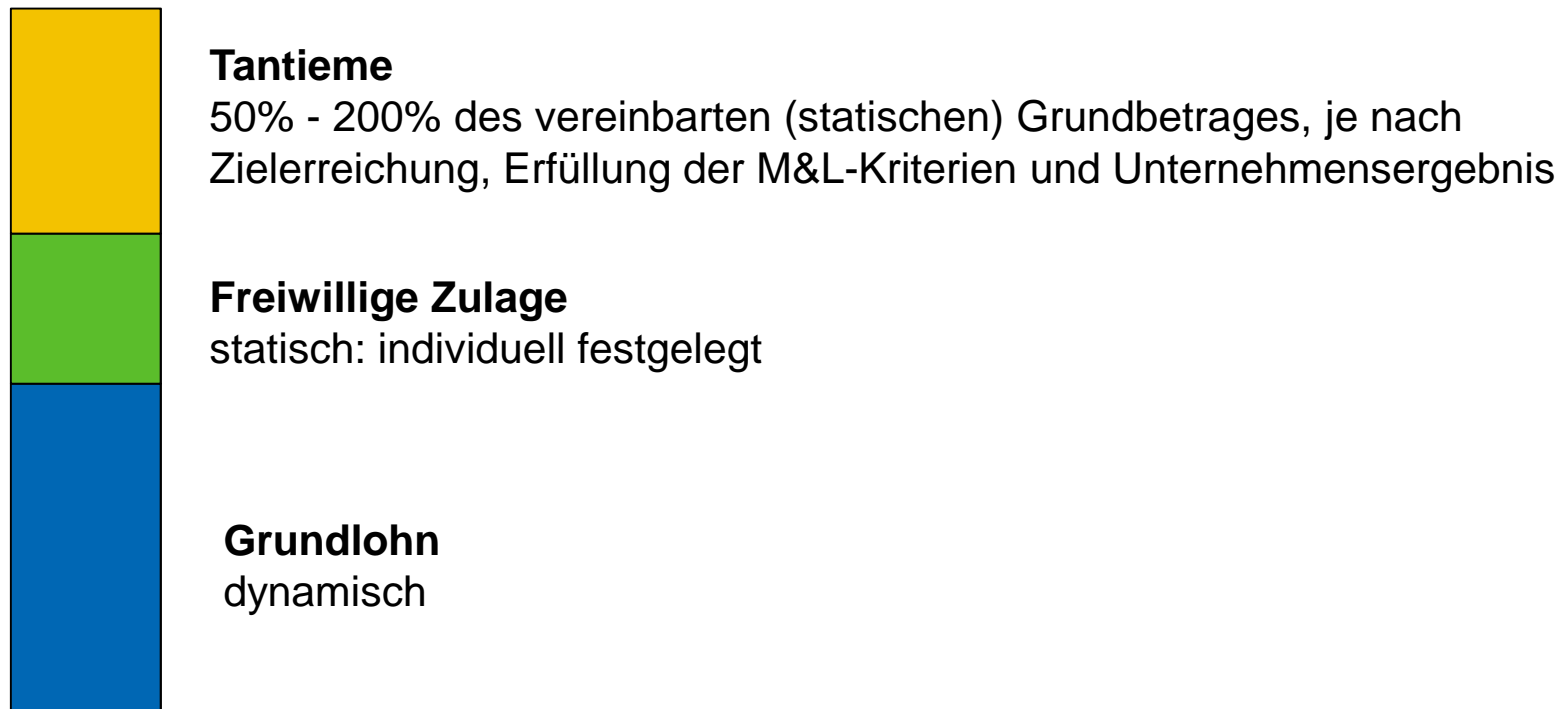 Tantieme
50% - 200% des vereinbarten (statischen) Grundbetrages, je nach
Zielerreichung, Erfüllung der M&L-Kriterien und Unternehmensergebnis
Freiwillige Zulage
statisch: individuell festgelegt
Grundlohn
dynamisch